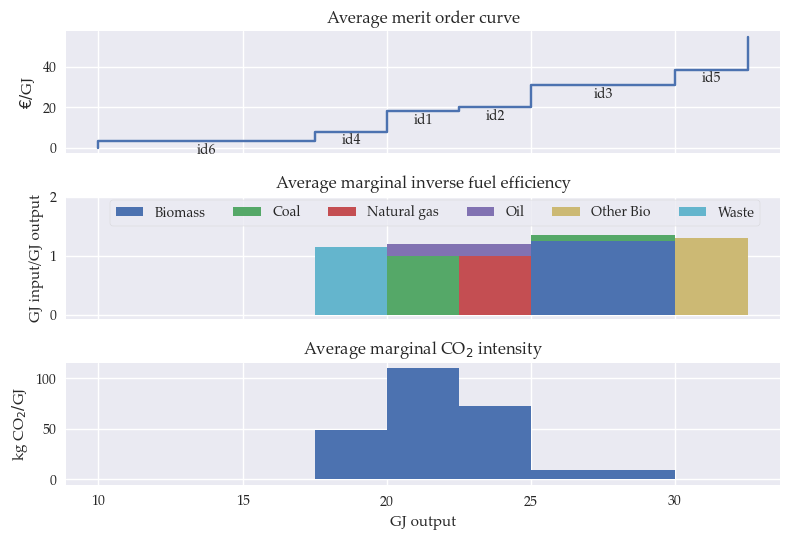 Average merit order curve
€/GJ
40
20
0
id6
id4
id1
id2
id3
id5
Average marginal inverse fuel efficiency
GJ input/GJ output
2
1
0
Biomass Coal Natural gas Oil Other Bio Waste
Average marginal CO₂ intensity
kg CO₂/GJ
100
50
0
10 15 20 25 30
GJ output